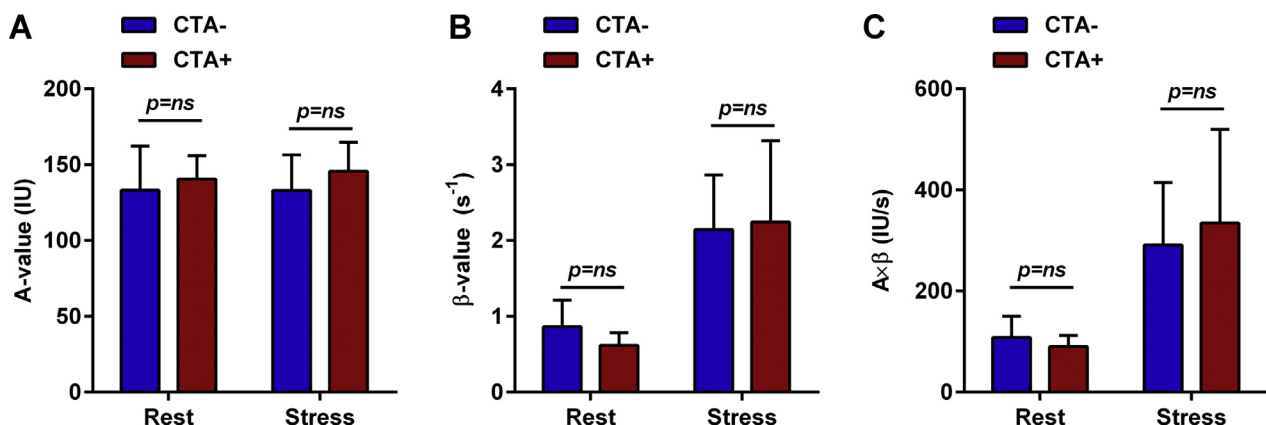 A
CTA-
CTA+
A-value (IU)
200
150
100
50
0
p=ns
p=ns
Rest
Stress
B
CTA-
CTA+
β-value (s⁻¹)
4
3
2
1
0
p=ns
p=ns
Rest
Stress
C
CTA-
CTA+
A×β (IU/s)
600
400
200
0
p=ns
p=ns
Rest
Stress